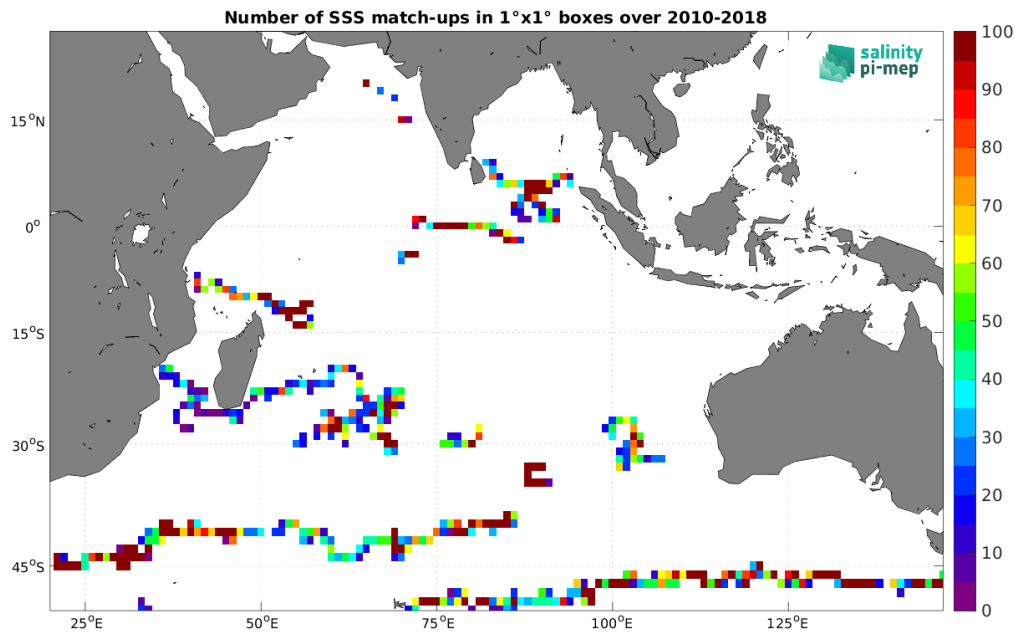 Number of SSS match-ups in 1°x1° boxes over 2010-2018
salinity
pi-mep
15°N
0°
15°S
30°S
45°S
25°E
50°E
75°E
100°E
125°E
100
90
80
70
60
50
40
30
20
10
0